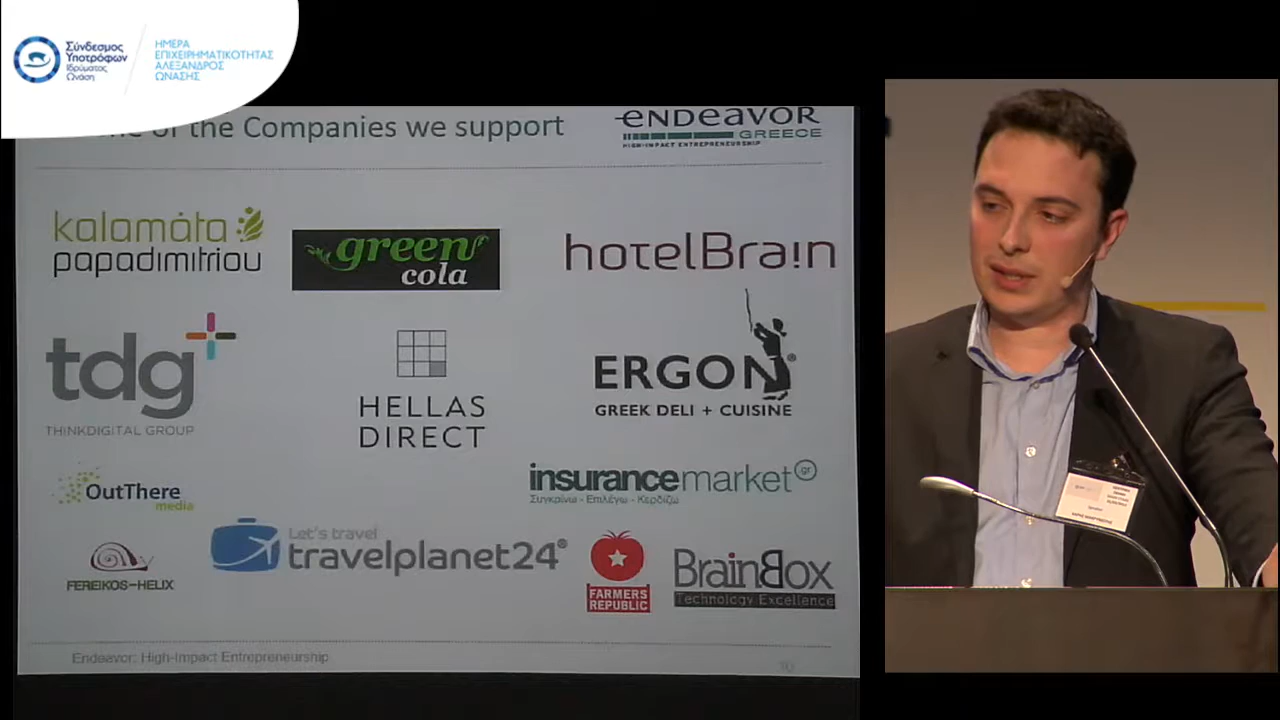 Σύνδεσμος
Υποτρόφων
Ιδρύματος
Ωνάση
ΗΜΕΡΑ
ΕΠΙΧΕΙΡΗΜΑΤΙΚΟΤΗΤΑΣ
ΑΛΕΞΑΝΔΡΟΣ
ΩΝΑΣΗΣ
of the Companies we support
enDeavor
GREECE
HIGH-IMPACT ENTREPRENEURSHIP
kalamáta
papadimitriou
green
cola
hotelBra!n
tdg
THINKDIGITAL GROUP
HELLAS
DIRECT
ERGON®
GREEK DELI + CUISINE
OutThere
media
insurancemarket.gr
Συγκρίνω - Επιλέγω - Κερδίζω
FEREIKOS-HELIX
Let's travel
travelplanet24®
FARMERS
REPUBLIC
BrainBox
Technology Excellence
Endeavor: High-Impact Entrepreneurship